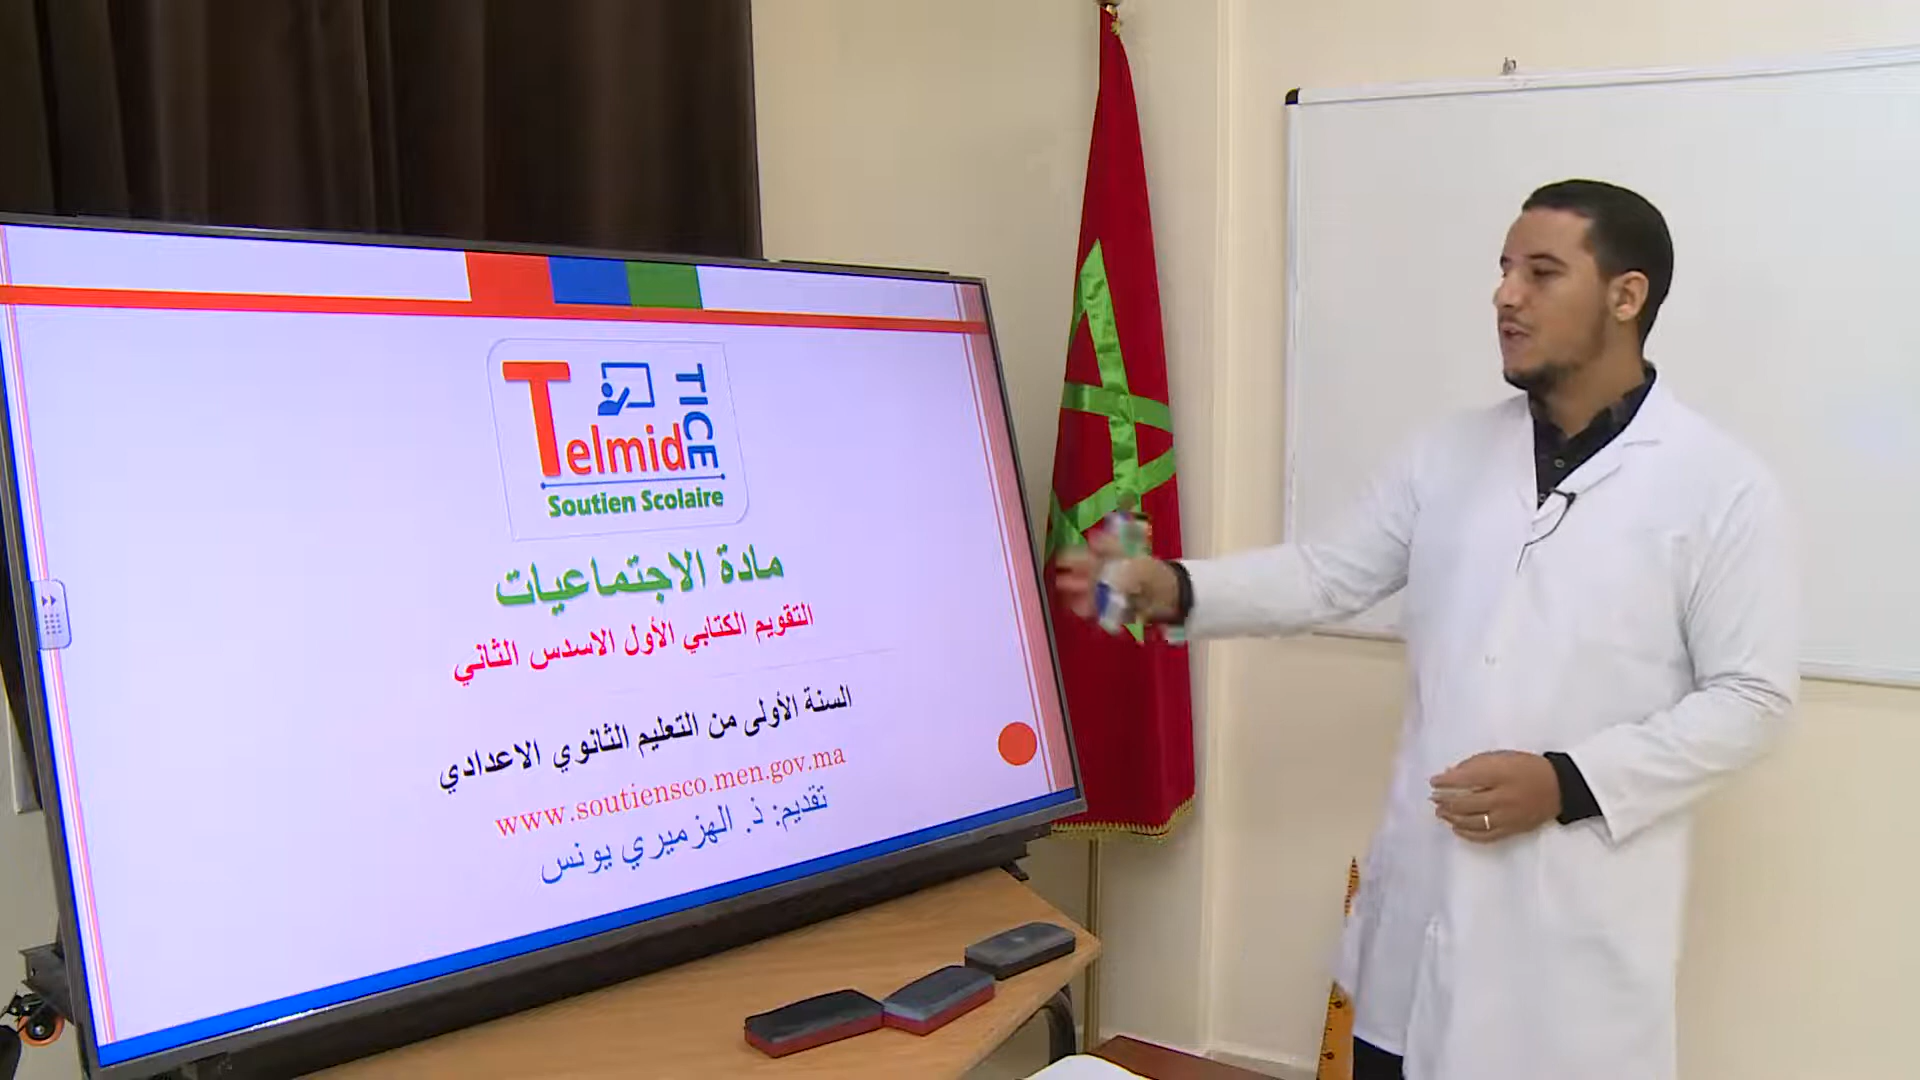 Telmid TICE
Soutien Scolaire
مادة الاجتماعيات
التقويم الكتابي الأول الاسدس الثاني
السنة الأولى من التعليم الثانوي الاعدادي
www.soutiensco.men.gov.ma
تقديم: ذ. الهزميري يونس